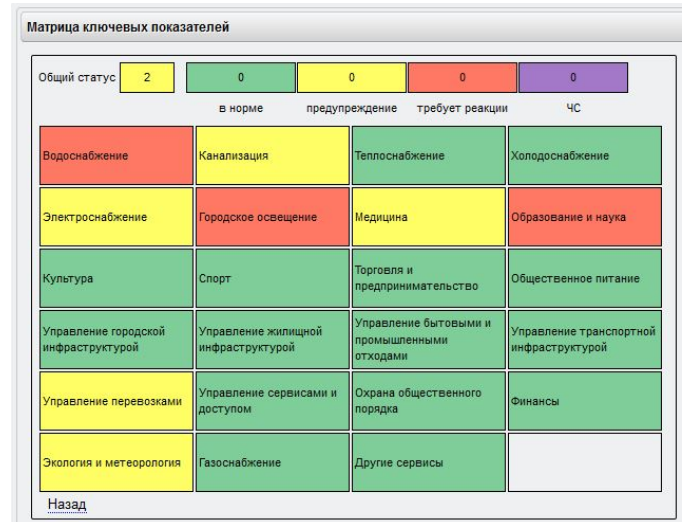 Матрица ключевых показателей
Общий статус 2 0 0 0 0
в норме предупреждение требует реакции ЧС
Водоснабжение
Канализация
Теплоснабжение
Холодоснабжение
Электроснабжение
Городское освещение
Медицина
Образование и наука
Культура
Спорт
Торговля и
предпринимательство
Общественное питание
Управление городской
инфраструктурой
Управление жилищной
инфраструктурой
Управление бытовыми и
промышленными
отходами
Управление транспортной
инфраструктурой
Управление перевозками
Управление сервисами и
доступом
Охрана общественного
порядка
Финансы
Экология и метеорология
Газоснабжение
Другие сервисы
Назад